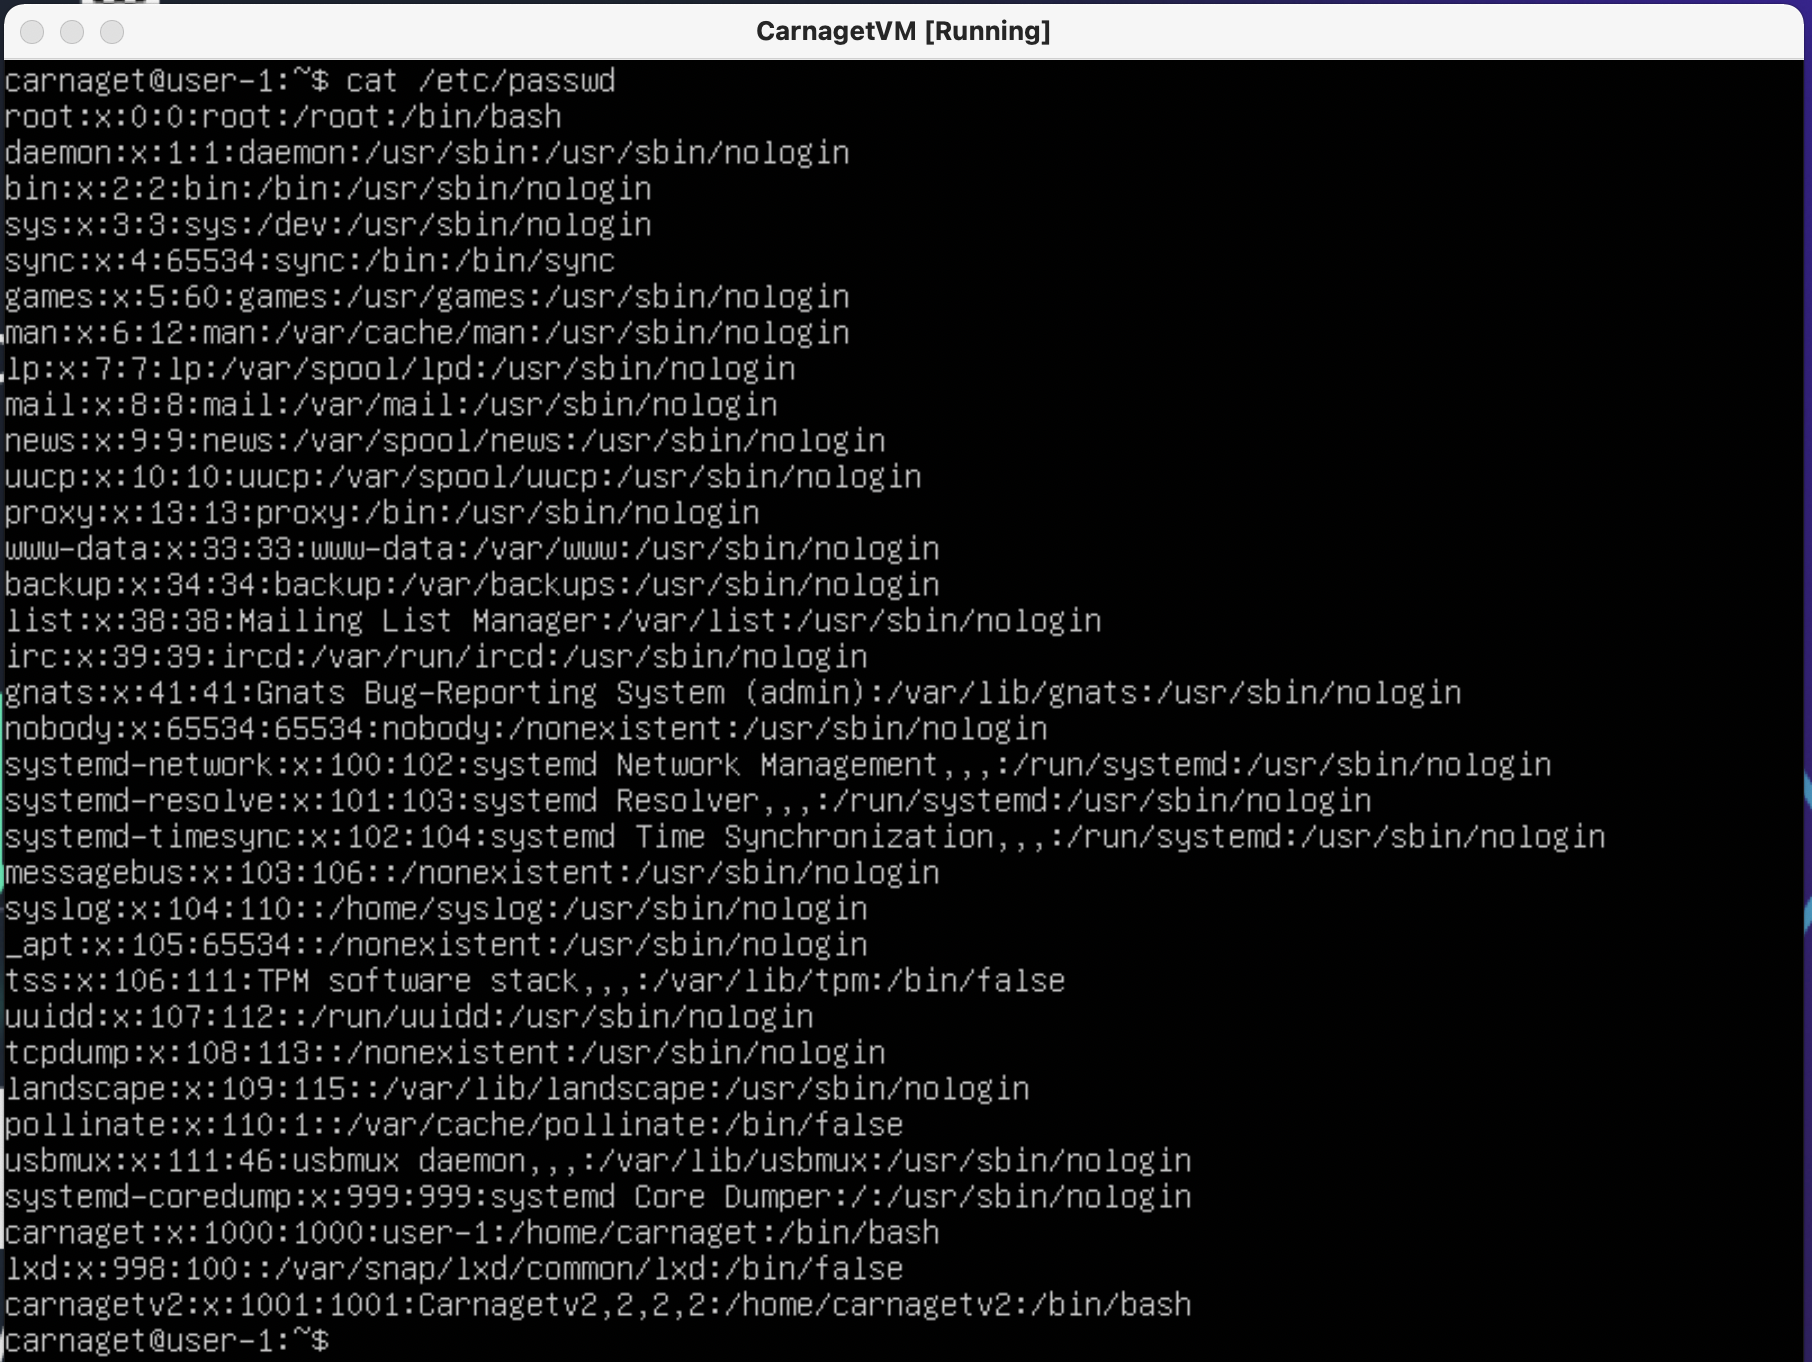 CarnagetVM [Running]
carnaget@user-1:~$ cat /etc/passwd
root:x:0:0:root:/root:/bin/bash
daemon:x:1:1:daemon:/usr/sbin:/usr/sbin/nologin
bin:x:2:2:bin:/bin:/usr/sbin/nologin
sys:x:3:3:sys:/dev:/usr/sbin/nologin
sync:x:4:65534:sync:/bin:/bin/sync
games:x:5:60:games:/usr/games:/usr/sbin/nologin
man:x:6:12:man:/var/cache/man:/usr/sbin/nologin
lp:x:7:7:lp:/var/spool/lpd:/usr/sbin/nologin
mail:x:8:8:mail:/var/mail:/usr/sbin/nologin
news:x:9:9:news:/var/spool/news:/usr/sbin/nologin
uucp:x:10:10:uucp:/var/spool/uucp:/usr/sbin/nologin
proxy:x:13:13:proxy:/bin:/usr/sbin/nologin
www-data:x:33:33:www-data:/var/www:/usr/sbin/nologin
backup:x:34:34:backup:/var/backups:/usr/sbin/nologin
list:x:38:38:Mailing List Manager:/var/list:/usr/sbin/nologin
irc:x:39:39:ircd:/var/run/ircd:/usr/sbin/nologin
gnats:x:41:41:Gnats Bug-Reporting System (admin):/var/lib/gnats:/usr/sbin/nologin
nobody:x:65534:65534:nobody:/nonexistent:/usr/sbin/nologin
systemd-network:x:100:102:systemd Network Management,,,:/run/systemd:/usr/sbin/nologin
systemd-resolve:x:101:103:systemd Resolver,,,:/run/systemd:/usr/sbin/nologin
systemd-timesync:x:102:104:systemd Time Synchronization,,,:/run/systemd:/usr/sbin/nologin
messagebus:x:103:106::/nonexistent:/usr/sbin/nologin
syslog:x:104:110::/home/syslog:/usr/sbin/nologin
_apt:x:105:65534::/nonexistent:/usr/sbin/nologin
tss:x:106:111:TPM software stack,,,:/var/lib/tpm:/bin/false
uuidd:x:107:112::/run/uuidd:/usr/sbin/nologin
tcpdump:x:108:113::/nonexistent:/usr/sbin/nologin
landscape:x:109:115::/var/lib/landscape:/usr/sbin/nologin
pollinate:x:110:1::/var/cache/pollinate:/bin/false
usbmux:x:111:46:usbmux daemon,,,:/var/lib/usbmux:/usr/sbin/nologin
systemd-coredump:x:999:999:systemd Core Dumper:/:/usr/sbin/nologin
carnaget:x:1000:1000:user-1:/home/carnaget:/bin/bash
lxd:x:998:100::/var/snap/lxd/common/lxd:/bin/false
carnagetv2:x:1001:1001:Carnagetv2,2,2,2:/home/carnagetv2:/bin/bash
carnaget@user-1:~$